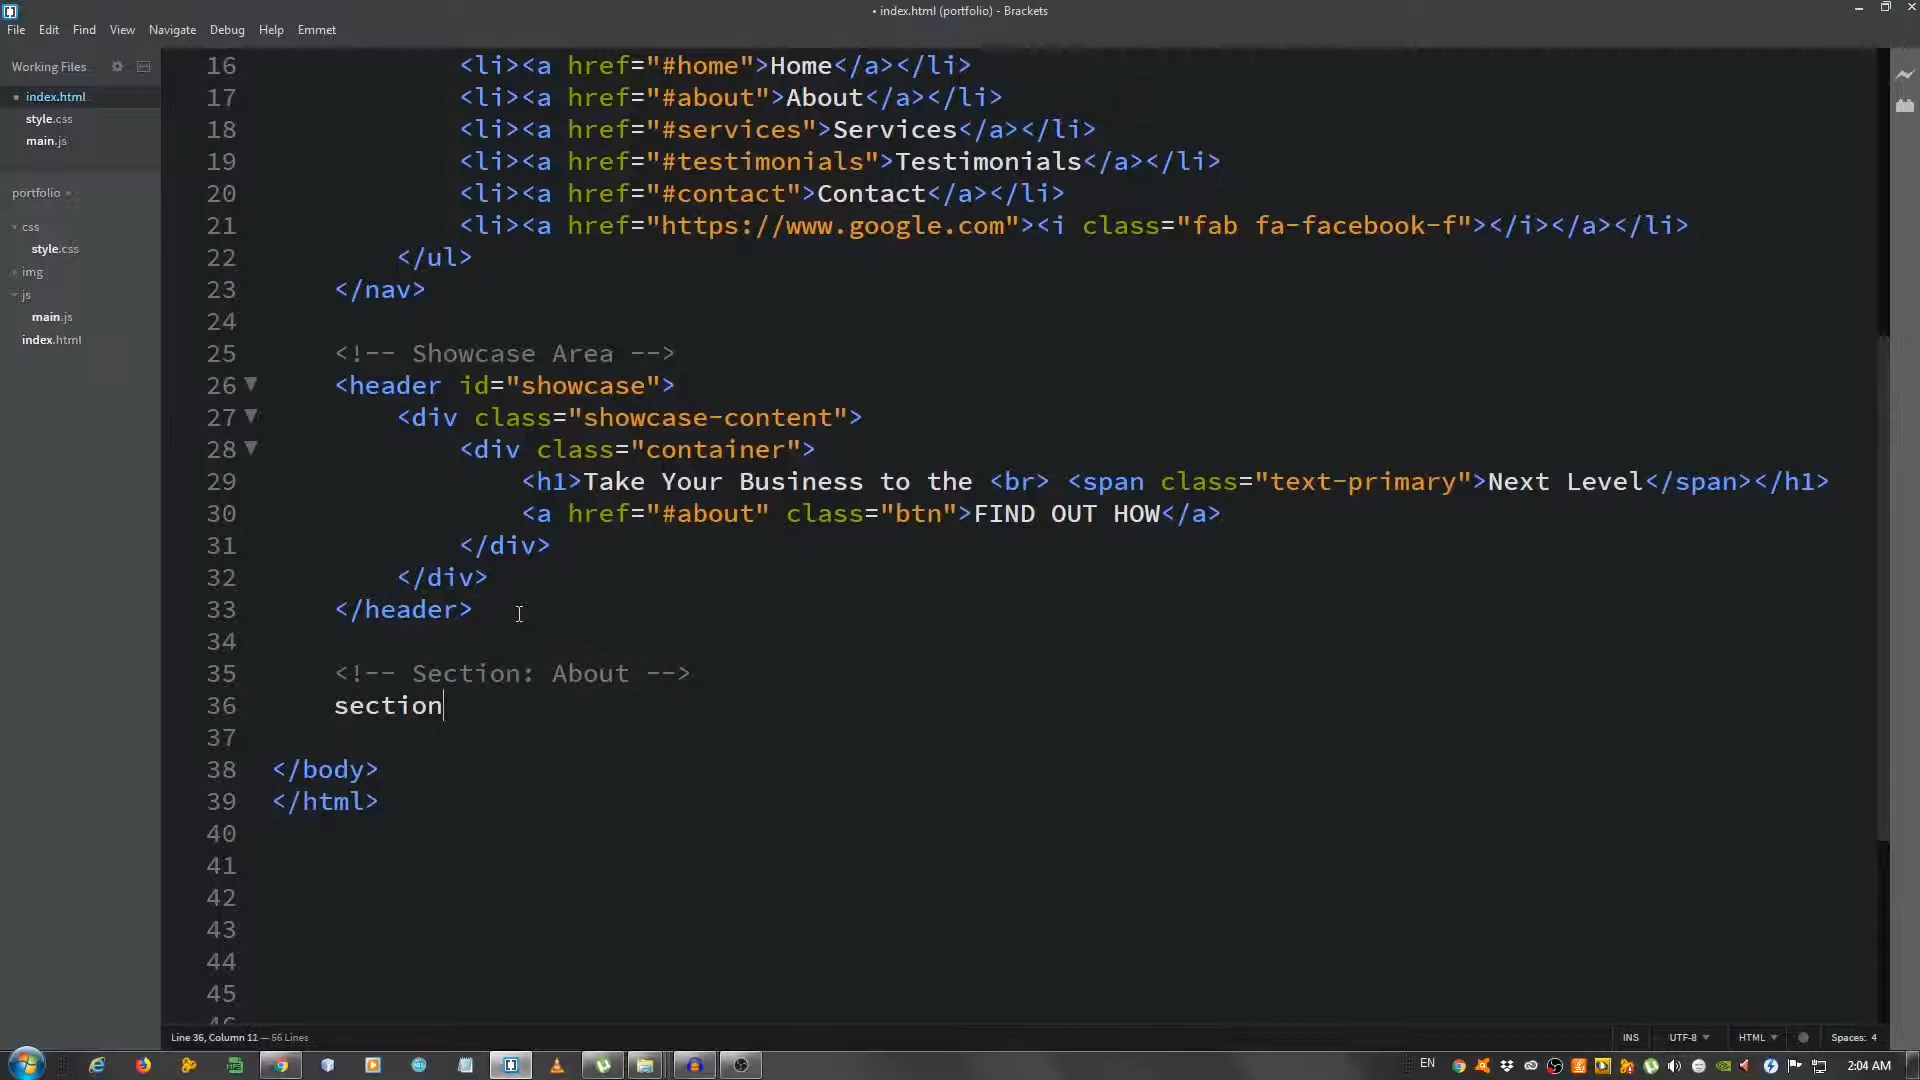 • index.html (portfolio) - Brackets
File Edit Find View Navigate Debug Help Emmet
Working Files
• index.html
style.css
main.js
portfolio
css
style.css
img
js
main.js
index.html
16 <li><a href="#home">Home</a></li>
17 <li><a href="#about">About</a></li>
18 <li><a href="#services">Services</a></li>
19 <li><a href="#testimonials">Testimonials</a></li>
20 <li><a href="#contact">Contact</a></li>
21 <li><a href="https://www.google.com"><i class="fab fa-facebook-f"></i></a></li>
22 </ul>
23 </nav>
24
25 <!-- Showcase Area -->
26 <header id="showcase">
27 <div class="showcase-content">
28 <div class="container">
29 <h1>Take Your Business to the <br> <span class="text-primary">Next Level</span></h1>
30 <a href="#about" class="btn">FIND OUT HOW</a>
31 </div>
32 </div>
33 </header>
34
35 <!-- Section: About -->
36 section
37
38 </body>
39 </html>
40
41
42
43
44
45
46
Line 36, Column 12 — 56 Lines
INS UTF-8 HTML Spaces: 4
EN 2:04 AM